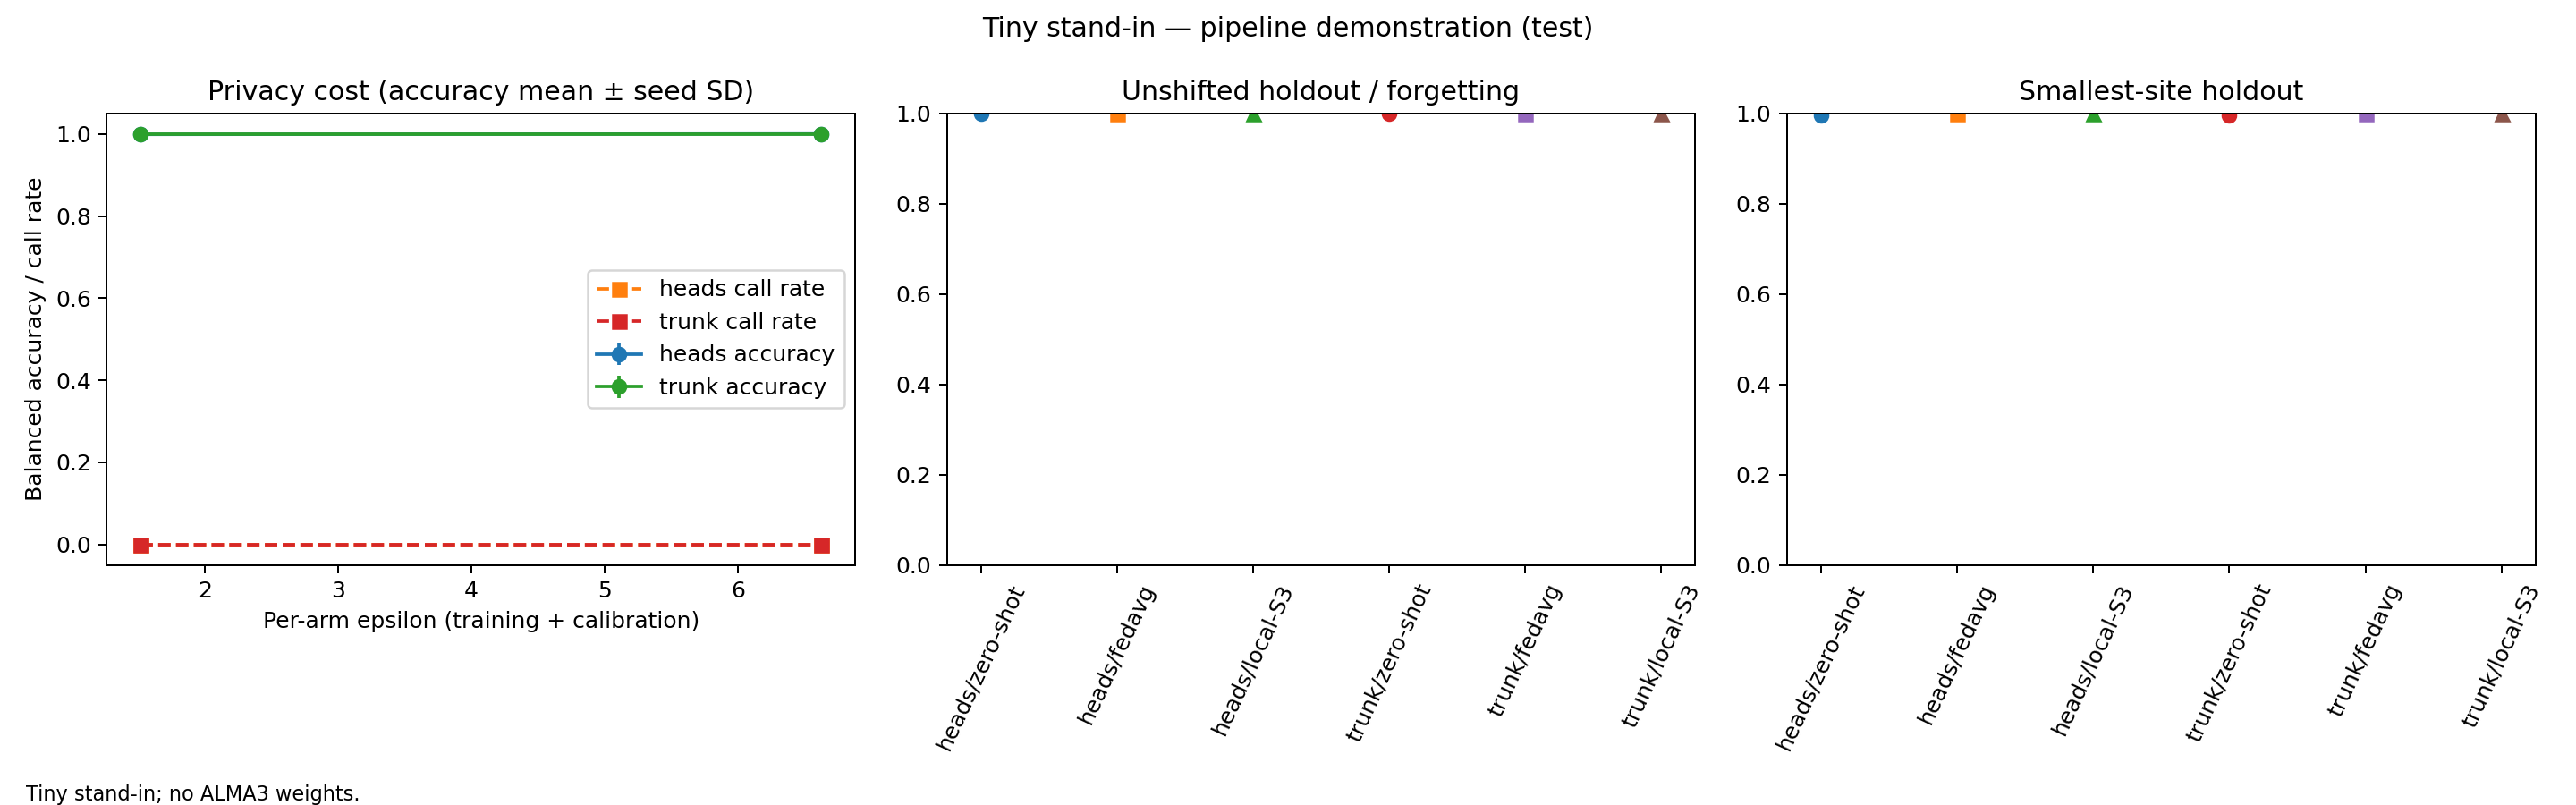 Tiny stand-in — pipeline demonstration (test)
Privacy cost (accuracy mean ± seed SD)
Balanced accuracy / call rate
1.0
0.8
0.6
0.4
0.2
0.0
2
3
4
5
6
Per-arm epsilon (training + calibration)
heads call rate
trunk call rate
heads accuracy
trunk accuracy
Unshifted holdout / forgetting
1.0
0.8
0.6
0.4
0.2
0.0
heads/zero-shot
heads/fedavg
heads/local-S3
trunk/zero-shot
trunk/fedavg
trunk/local-S3
Smallest-site holdout
1.0
0.8
0.6
0.4
0.2
0.0
heads/zero-shot
heads/fedavg
heads/local-S3
trunk/zero-shot
trunk/fedavg
trunk/local-S3
Tiny stand-in; no ALMA3 weights.